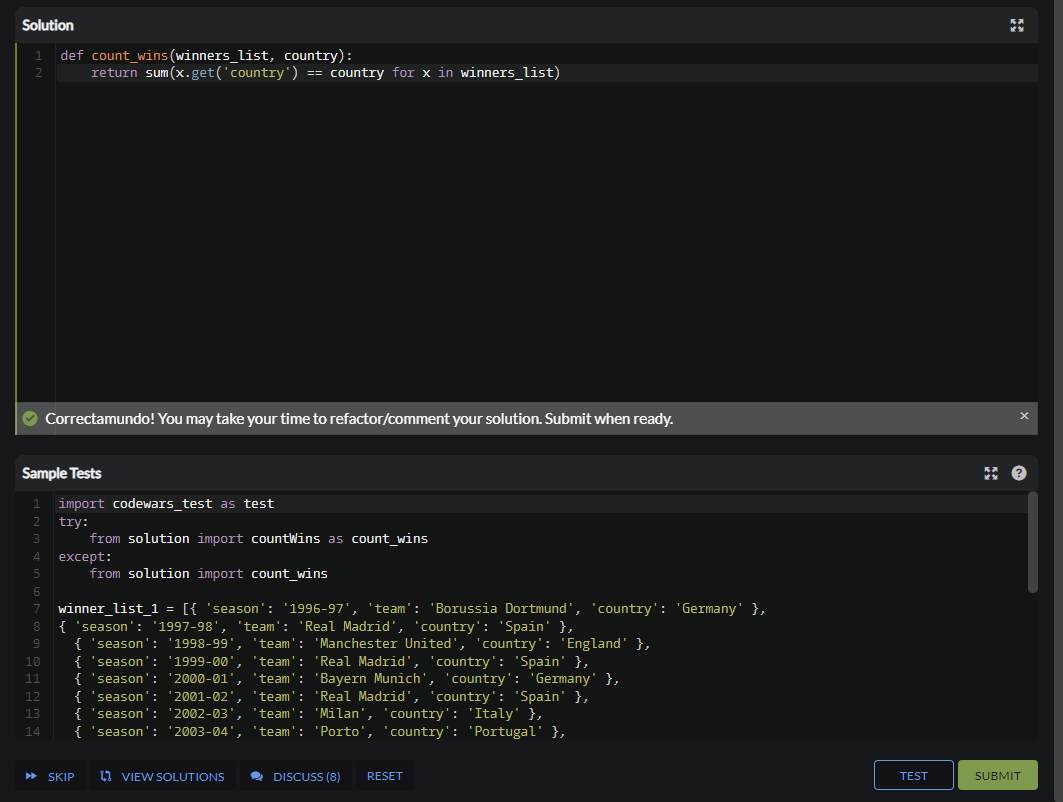 Solution
1 def count_wins(winners_list, country):
2     return sum(x.get('country') == country for x in winners_list)
Correctamundo! You may take your time to refactor/comment your solution. Submit when ready. ×
Sample Tests ?
1 import codewars_test as test
2 try:
3     from solution import countWins as count_wins
4 except:
5     from solution import count_wins
6
7 winner_list_1 = [{ 'season': '1996-97', 'team': 'Borussia Dortmund', 'country': 'Germany' },
8 { 'season': '1997-98', 'team': 'Real Madrid', 'country': 'Spain' },
9   { 'season': '1998-99', 'team': 'Manchester United', 'country': 'England' },
10   { 'season': '1999-00', 'team': 'Real Madrid', 'country': 'Spain' },
11   { 'season': '2000-01', 'team': 'Bayern Munich', 'country': 'Germany' },
12   { 'season': '2001-02', 'team': 'Real Madrid', 'country': 'Spain' },
13   { 'season': '2002-03', 'team': 'Milan', 'country': 'Italy' },
14   { 'season': '2003-04', 'team': 'Porto', 'country': 'Portugal' },
SKIP VIEW SOLUTIONS DISCUSS (8) RESET TEST SUBMIT